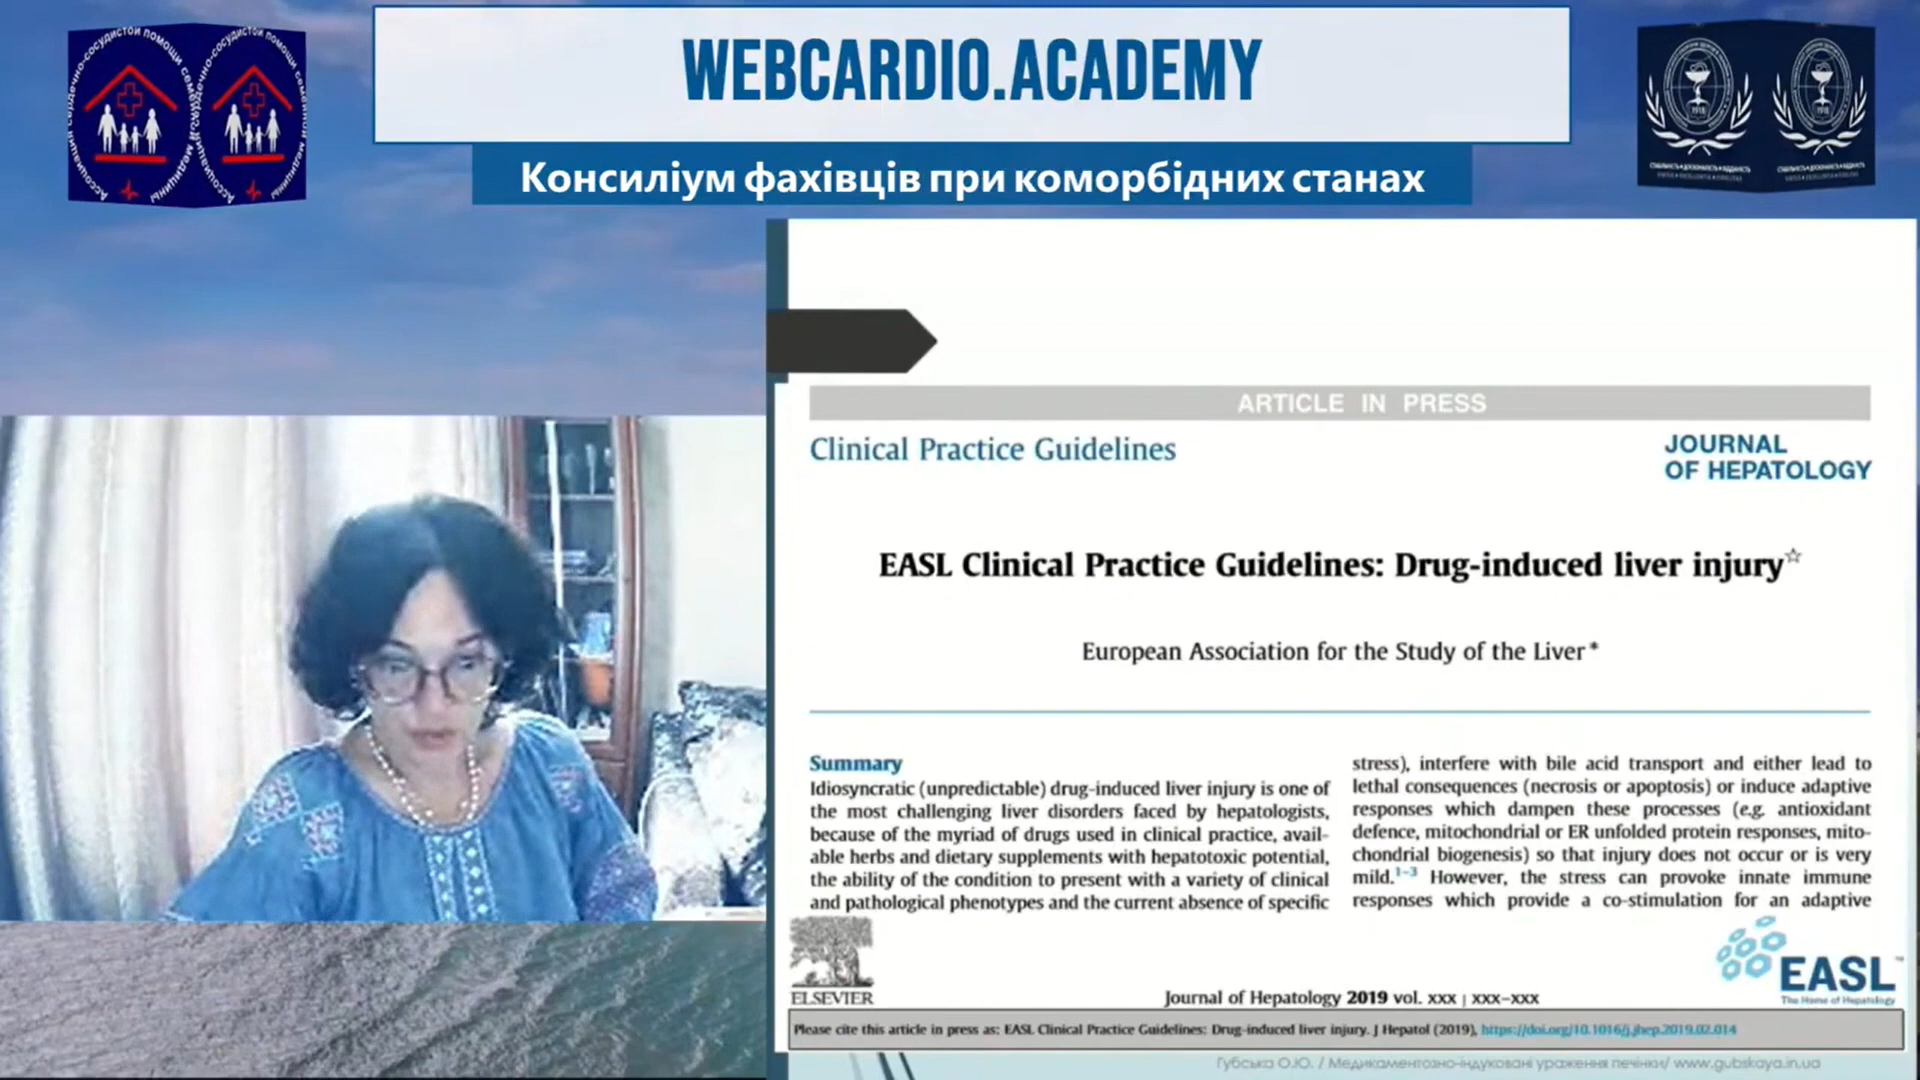 WEBCARDIO.ACADEMY
Консиліум фахівців при коморбідних станах
ARTICLE IN PRESS
Clinical Practice Guidelines
JOURNAL
OF HEPATOLOGY
EASL Clinical Practice Guidelines: Drug-induced liver injury☆
European Association for the Study of the Liver*
Summary
Idiosyncratic (unpredictable) drug-induced liver injury is one of
the most challenging liver disorders faced by hepatologists,
because of the myriad of drugs used in clinical practice, avail-
able herbs and dietary supplements with hepatotoxic potential,
the ability of the condition to present with a variety of clinical
and pathological phenotypes and the current absence of specific
stress), interfere with bile acid transport and either lead to
lethal consequences (necrosis or apoptosis) or induce adaptive
responses which dampen these processes (e.g. antioxidant
defence, mitochondrial or ER unfolded protein responses, mito-
chondrial biogenesis) so that injury does not occur or is very
mild.1–3 However, the stress can provoke innate immune
responses which provide a co-stimulation for an adaptive
ELSEVIER
EASL™
The Home of Hepatology
Journal of Hepatology 2019 vol. xxx | xxx–xxx
Please cite this article in press as: EASL Clinical Practice Guidelines: Drug-induced liver injury. J Hepatol (2019), https://doi.org/10.1016/j.jhep.2019.02.014
Губська О.Ю. / Медикаментозно-індуковані ураження печінки/ www.gubskaya.in.ua